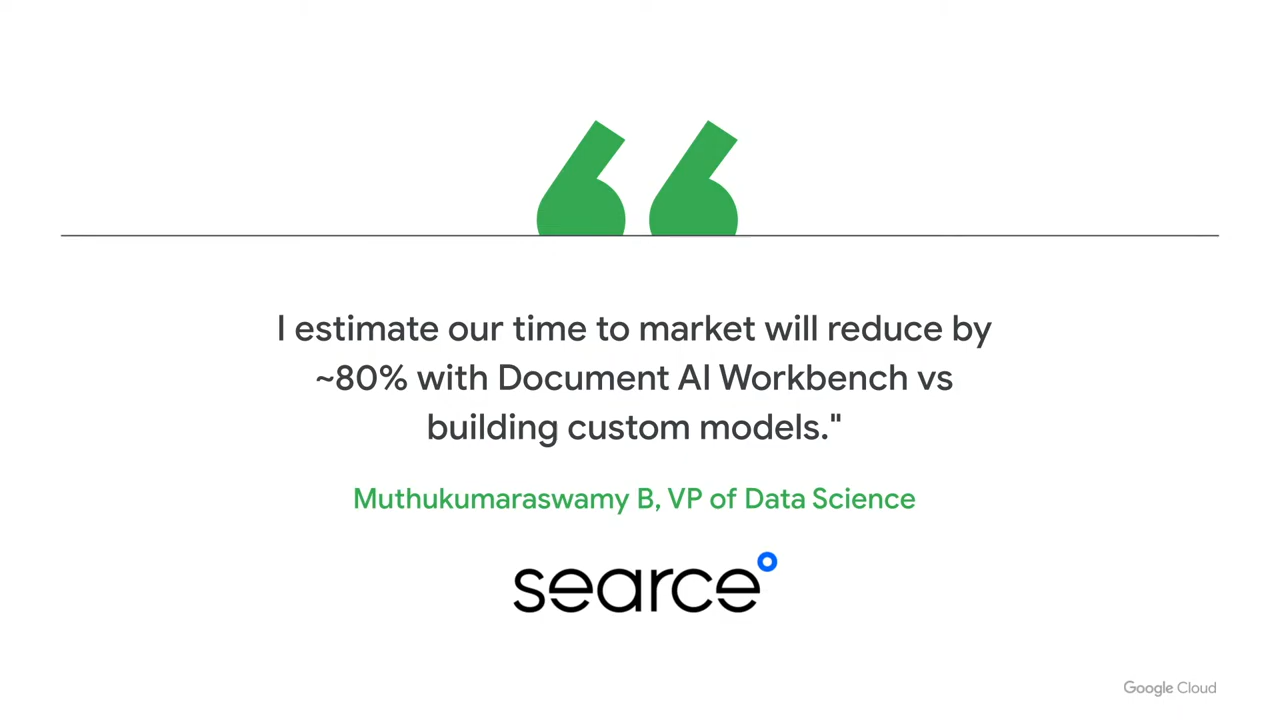 I estimate our time to market will reduce by
~80% with Document AI Workbench vs
building custom models."
Muthukumaraswamy B, VP of Data Science
searce
Google Cloud